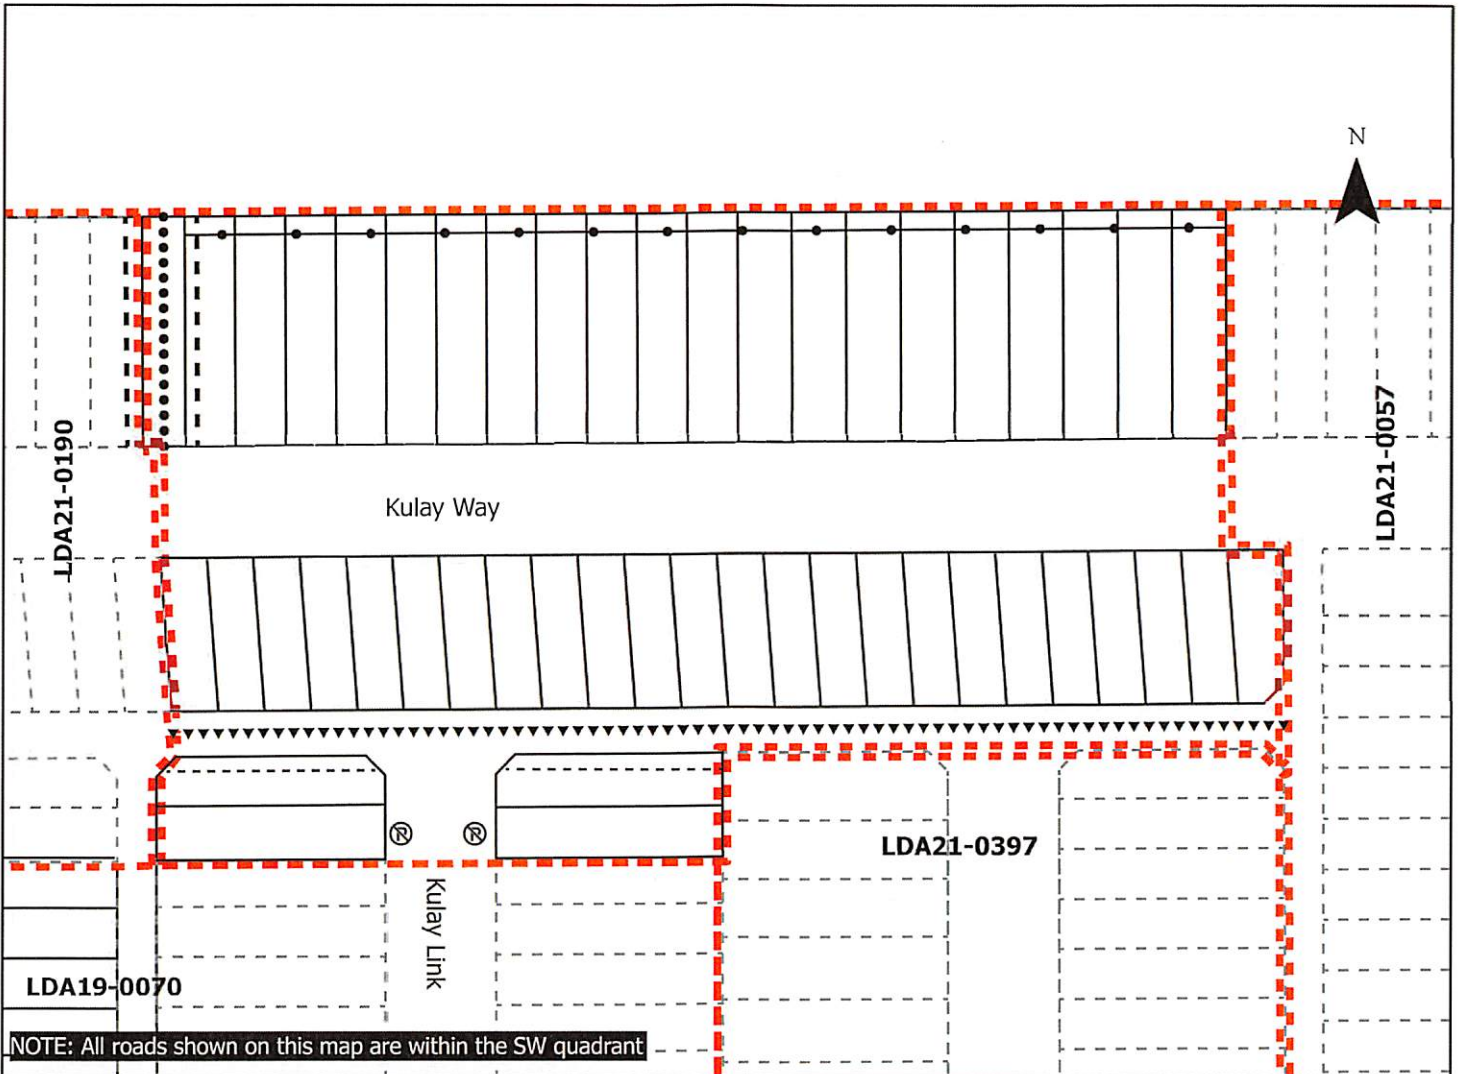 N
LDA21-0190
LDA21-0057
Kulay Way
LDA21-0397
Kulay Link
LDA19-0070
NOTE: All roads shown on this map are within the SW quadrant